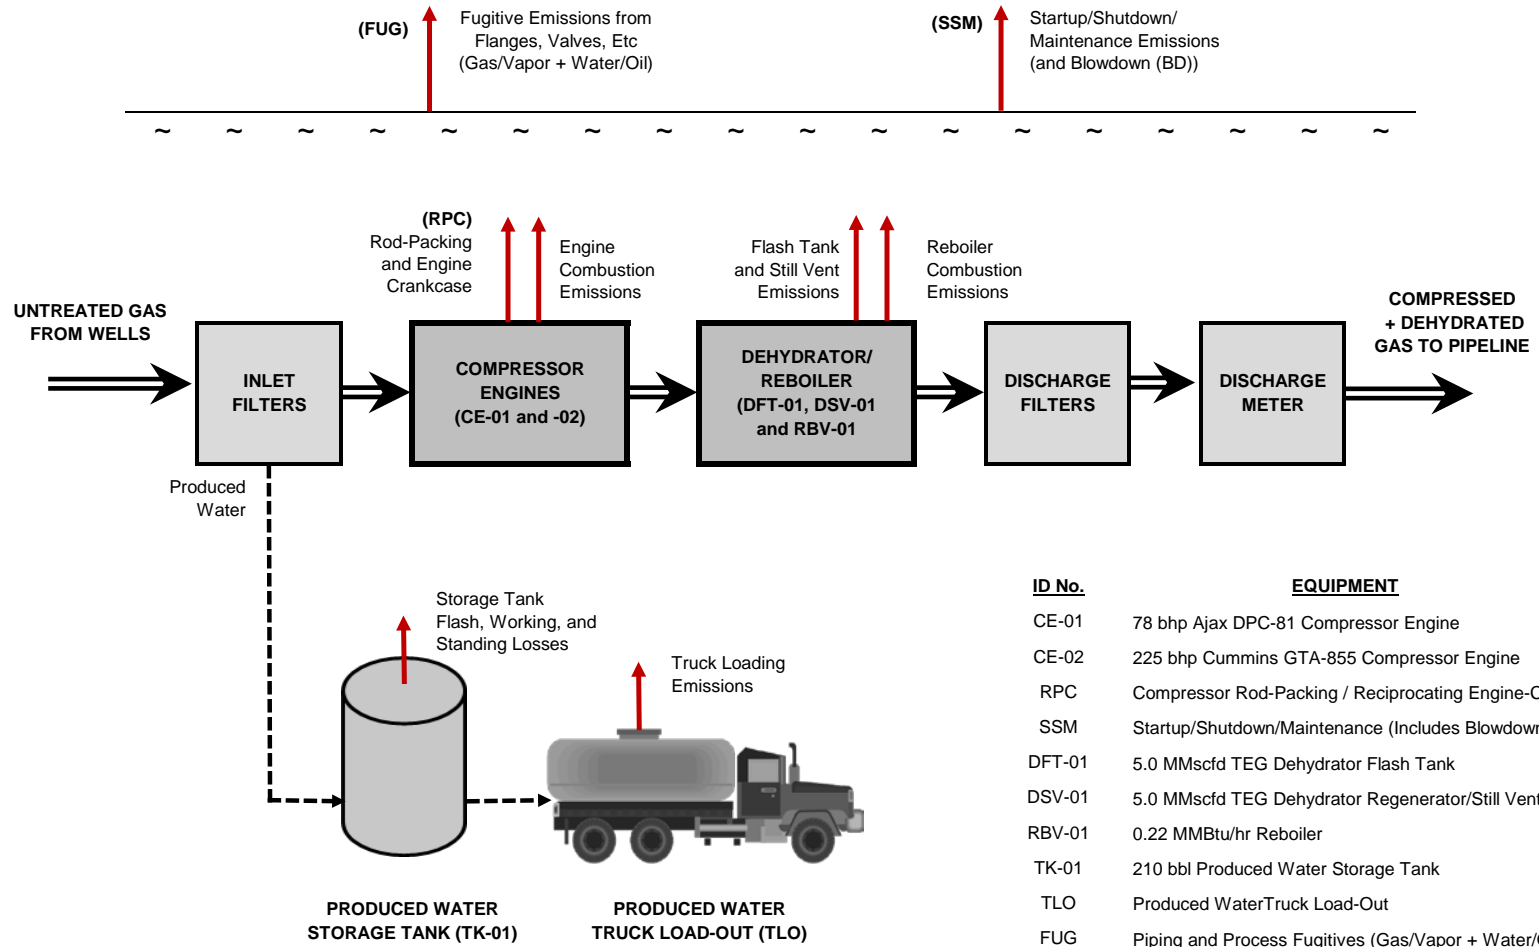 (FUG)
Fugitive Emissions from
Flanges, Valves, Etc
(Gas/Vapor + Water/Oil)
(SSM)
Startup/Shutdown/
Maintenance Emissions
(and Blowdown (BD))
~ ~ ~ ~ ~ ~ ~ ~ ~ ~ ~ ~ ~ ~ ~ ~ ~ ~
(RPC)
Rod-Packing
and Engine
Crankcase
Engine
Combustion
Emissions
Flash Tank
and Still Vent
Emissions
Reboiler
Combustion
Emissions
UNTREATED GAS
FROM WELLS
INLET
FILTERS
COMPRESSOR
ENGINES
(CE-01 and -02)
DEHYDRATOR/
REBOILER
(DFT-01, DSV-01
and RBV-01
DISCHARGE
FILTERS
DISCHARGE
METER
COMPRESSED
+ DEHYDRATED
GAS TO PIPELINE
Produced
Water
Storage Tank
Flash, Working, and
Standing Losses
Truck Loading
Emissions
PRODUCED WATER
STORAGE TANK (TK-01)
PRODUCED WATER
TRUCK LOAD-OUT (TLO)
ID No. EQUIPMENT
CE-01 78 bhp Ajax DPC-81 Compressor Engine
CE-02 225 bhp Cummins GTA-855 Compressor Engine
RPC Compressor Rod-Packing / Reciprocating Engine-C
SSM Startup/Shutdown/Maintenance (Includes Blowdown
DFT-01 5.0 MMscfd TEG Dehydrator Flash Tank
DSV-01 5.0 MMscfd TEG Dehydrator Regenerator/Still Vent
RBV-01 0.22 MMBtu/hr Reboiler
TK-01 210 bbl Produced Water Storage Tank
TLO Produced WaterTruck Load-Out
FUG Piping and Process Fugitives (Gas/Vapor + Water/